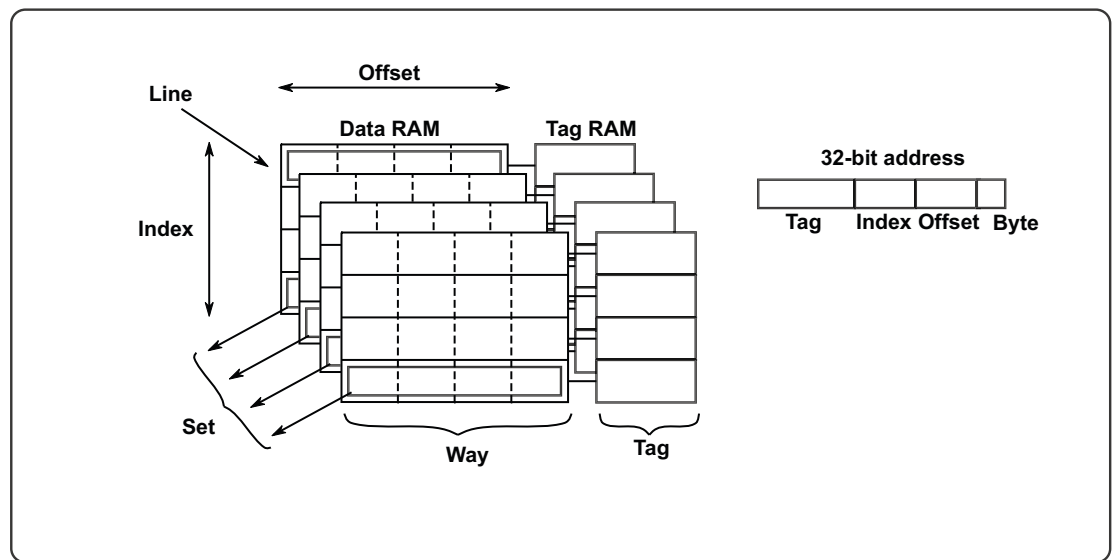 Offset
Line
Data RAM
Tag RAM
32-bit address
Tag Index Offset Byte
Index
Set
Way
Tag